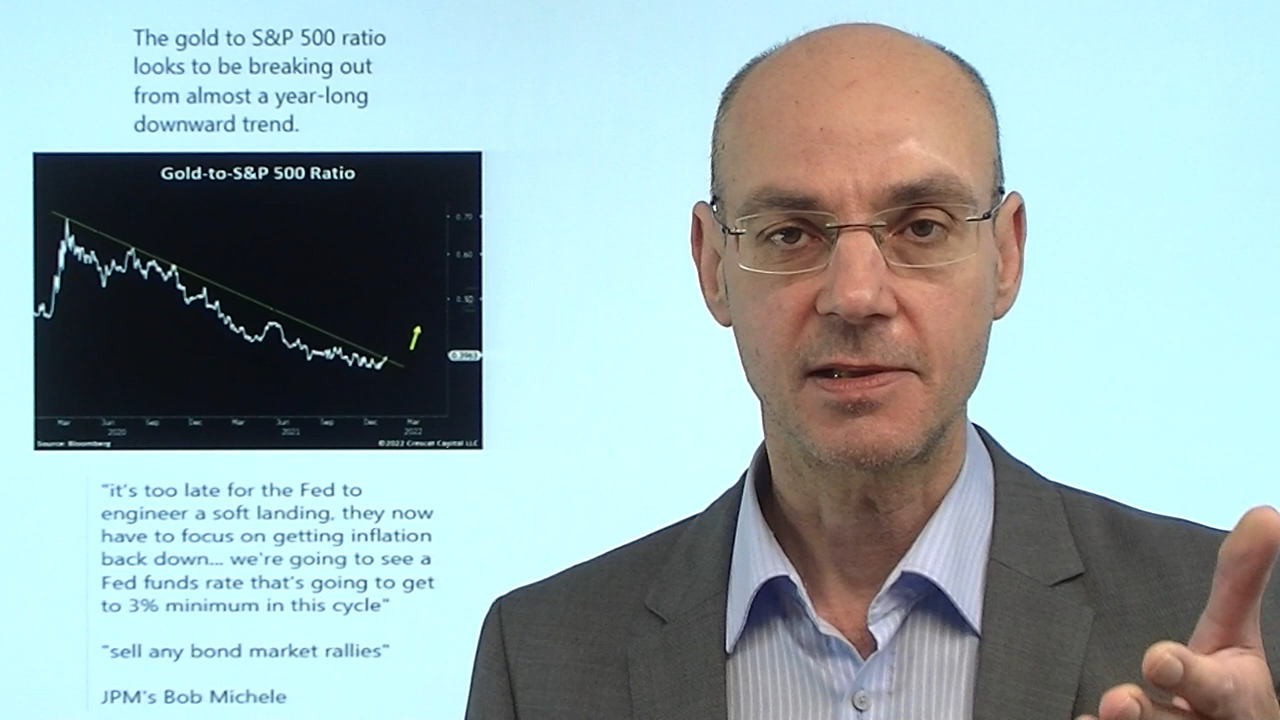 The gold to S&P 500 ratio
looks to be breaking out
from almost a year-long
downward trend.
Gold-to-S&P 500 Ratio
0.70
0.60
0.50
0.3963
Mar Jun Sep Dec Mar Jun Sep Dec Mar
2020 2021 2022
Source: Bloomberg ©2022 Crescat Capital LLC
"it's too late for the Fed to
engineer a soft landing, they now
have to focus on getting inflation
back down... we're going to see a
Fed funds rate that's going to get
to 3% minimum in this cycle"
"sell any bond market rallies"
JPM's Bob Michele